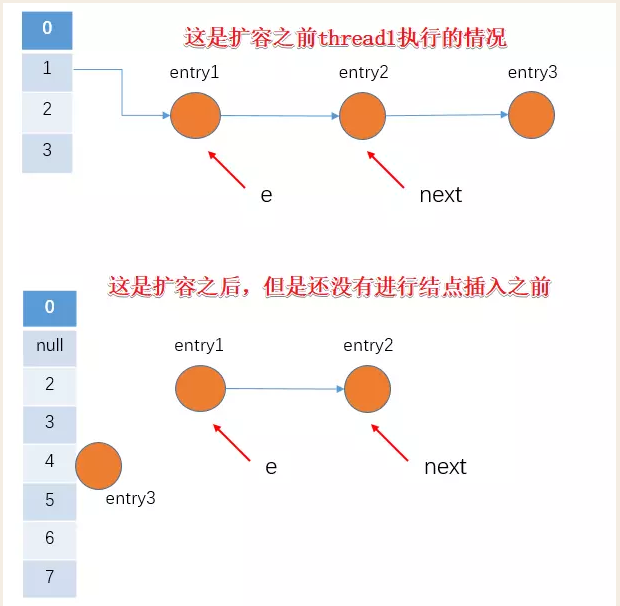 0
这是扩容之前thread1执行的情况
1
entry1
entry2
entry3
2
3
e
next
这是扩容之后，但是还没有进行结点插入之前
0
null
entry1
entry2
2
3
4
e
next
entry3
5
6
7